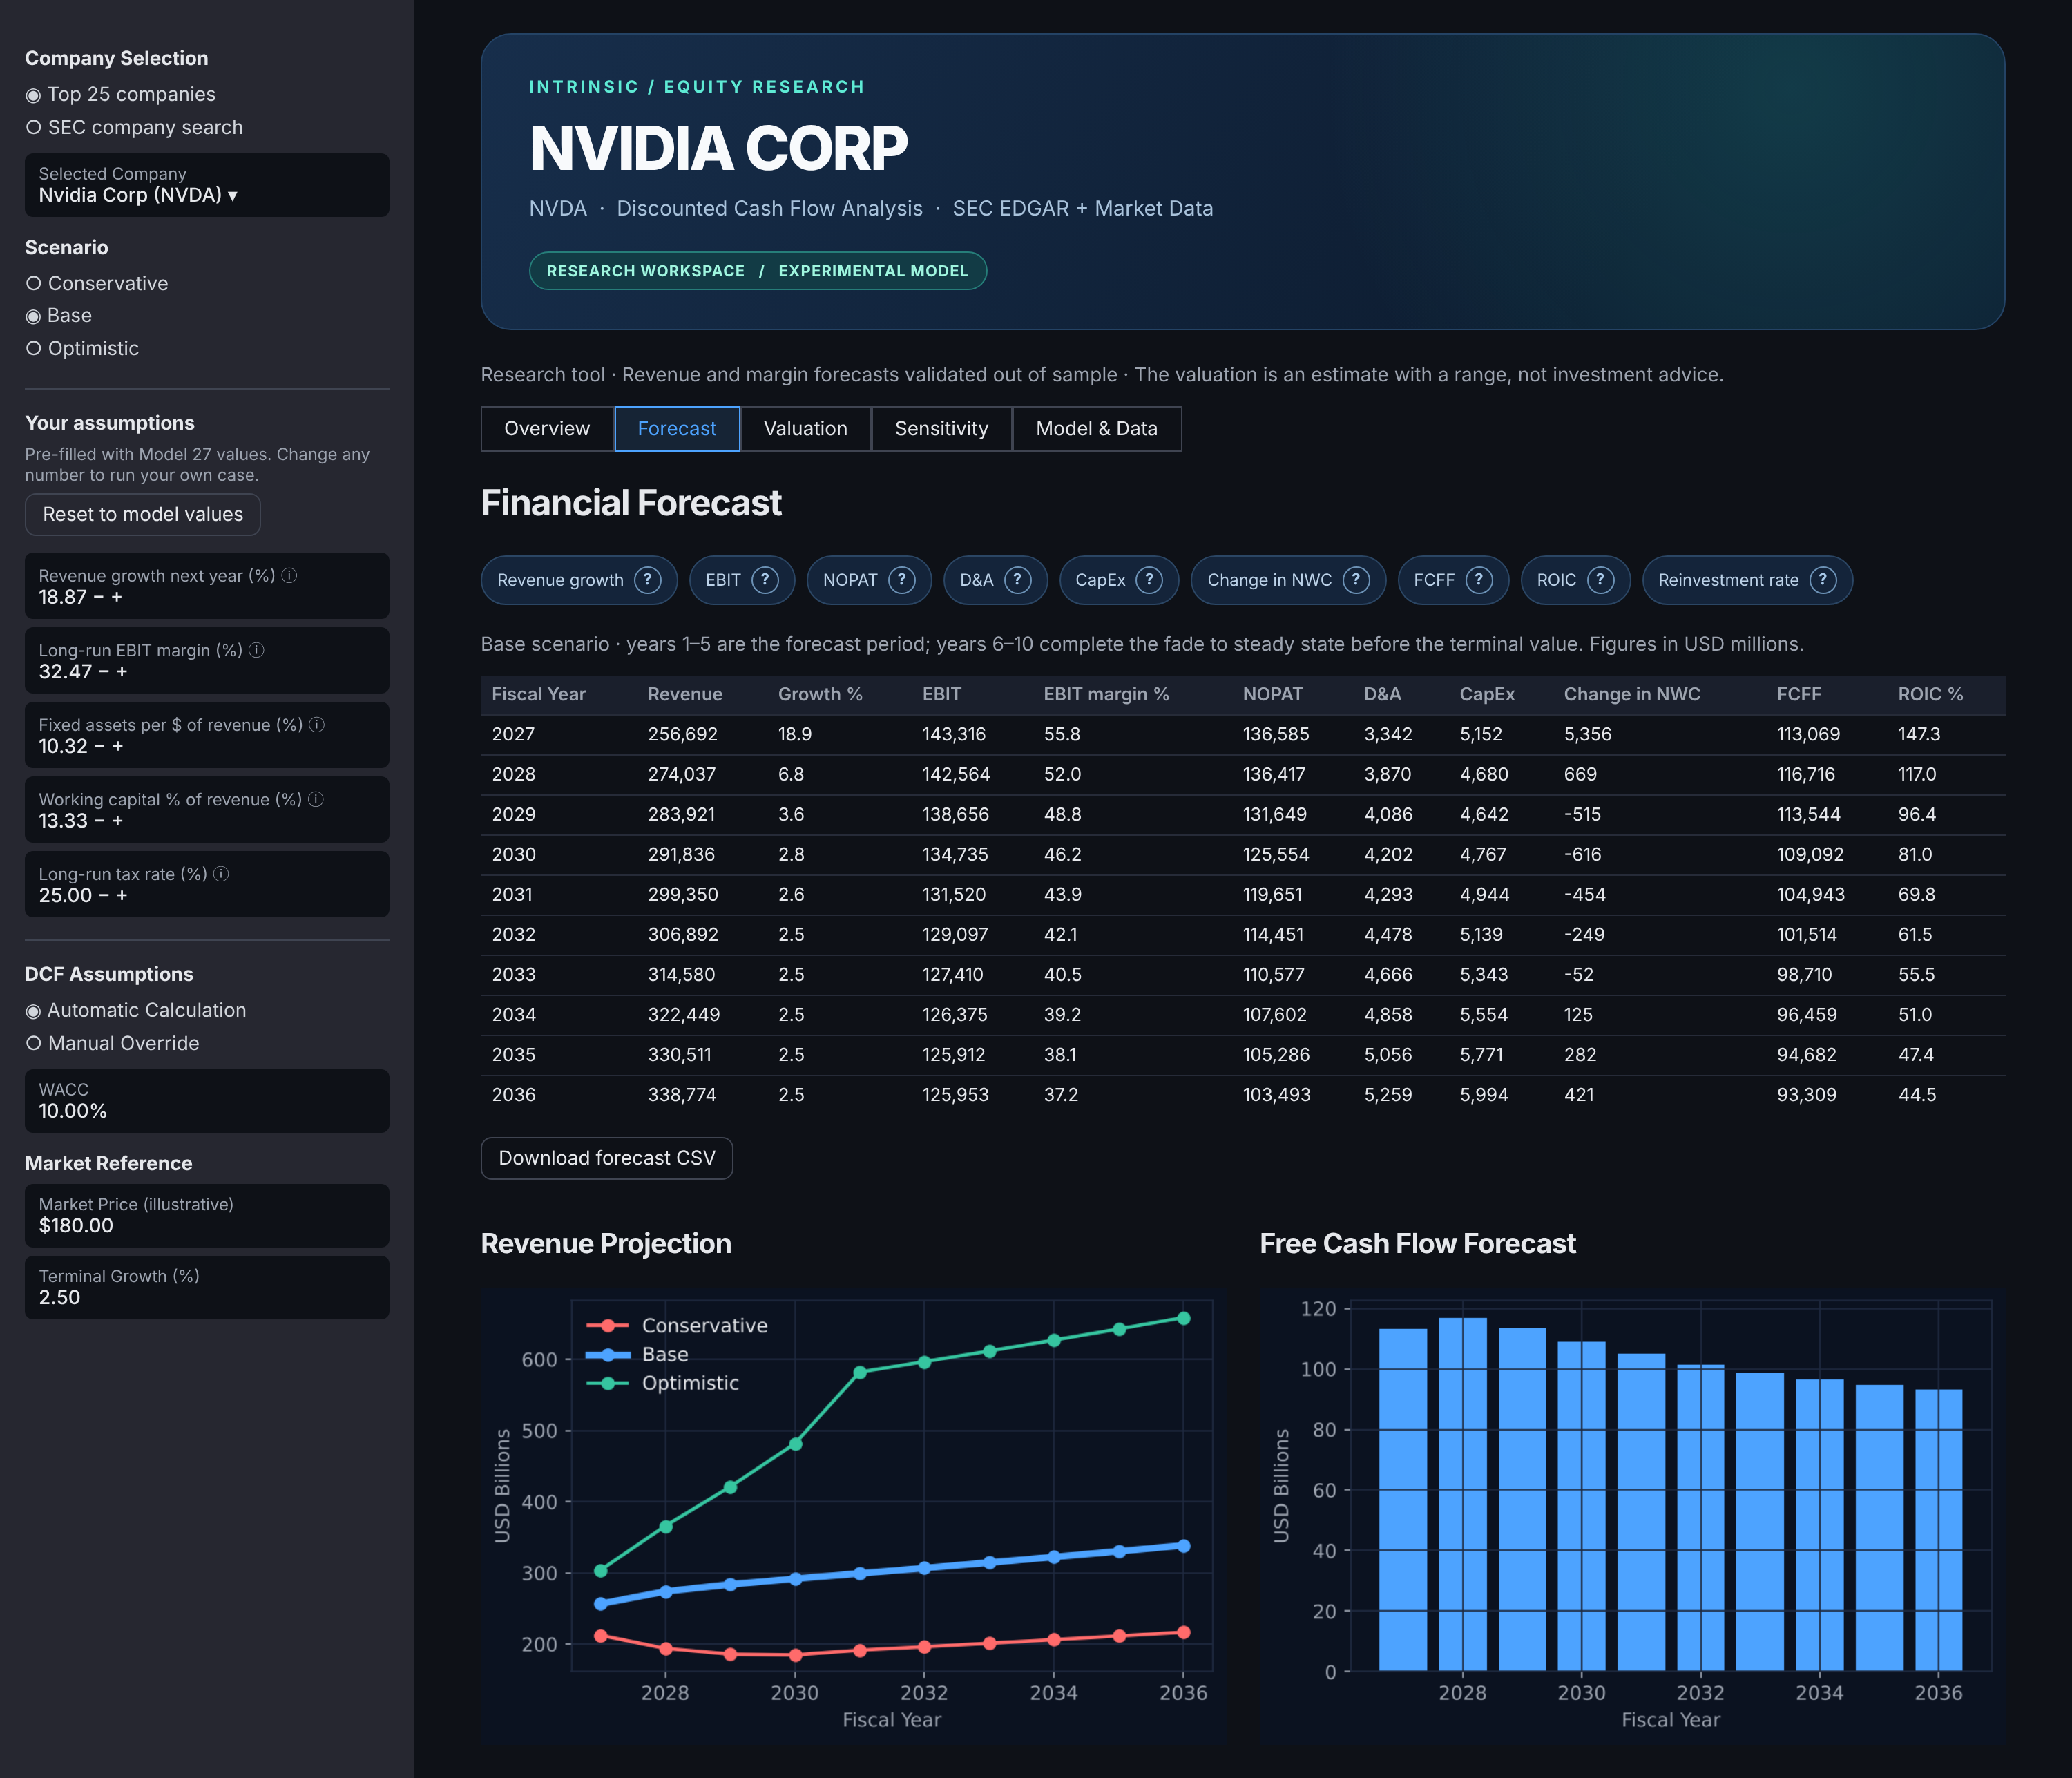 Company Selection
◉ Top 25 companies
○ SEC company search
Selected Company
Nvidia Corp (NVDA) ▾
Scenario
○ Conservative
◉ Base
○ Optimistic
Your assumptions
Pre-filled with Model 27 values. Change any
number to run your own case.
Reset to model values
Revenue growth next year (%) ⓘ
18.87 − +
Long-run EBIT margin (%) ⓘ
32.47 − +
Fixed assets per $ of revenue (%) ⓘ
10.32 − +
Working capital % of revenue (%) ⓘ
13.33 − +
Long-run tax rate (%) ⓘ
25.00 − +
DCF Assumptions
◉ Automatic Calculation
○ Manual Override
WACC
10.00%
Market Reference
Market Price (illustrative)
$180.00
Terminal Growth (%)
2.50
INTRINSIC / EQUITY RESEARCH
NVIDIA CORP
NVDA · Discounted Cash Flow Analysis · SEC EDGAR + Market Data
RESEARCH WORKSPACE / EXPERIMENTAL MODEL
Research tool · Revenue and margin forecasts validated out of sample · The valuation is an estimate with a range, not investment advice.
Overview Forecast Valuation Sensitivity Model & Data
Financial Forecast
Revenue growth ? EBIT ? NOPAT ? D&A ? CapEx ? Change in NWC ? FCFF ? ROIC ? Reinvestment rate ?
Base scenario · years 1–5 are the forecast period; years 6–10 complete the fade to steady state before the terminal value. Figures in USD millions.
Fiscal Year Revenue Growth % EBIT EBIT margin % NOPAT D&A CapEx Change in NWC FCFF ROIC %
2027 256,692 18.9 143,316 55.8 136,585 3,342 5,152 5,356 113,069 147.3
2028 274,037 6.8 142,564 52.0 136,417 3,870 4,680 669 116,716 117.0
2029 283,921 3.6 138,656 48.8 131,649 4,086 4,642 -515 113,544 96.4
2030 291,836 2.8 134,735 46.2 125,554 4,202 4,767 -616 109,092 81.0
2031 299,350 2.6 131,520 43.9 119,651 4,293 4,944 -454 104,943 69.8
2032 306,892 2.5 129,097 42.1 114,451 4,478 5,139 -249 101,514 61.5
2033 314,580 2.5 127,410 40.5 110,577 4,666 5,343 -52 98,710 55.5
2034 322,449 2.5 126,375 39.2 107,602 4,858 5,554 125 96,459 51.0
2035 330,511 2.5 125,912 38.1 105,286 5,056 5,771 282 94,682 47.4
2036 338,774 2.5 125,953 37.2 103,493 5,259 5,994 421 93,309 44.5
Download forecast CSV
Revenue Projection
Conservative
Base
Optimistic
600
500
400
300
200
USD Billions
2028 2030 2032 2034 2036
Fiscal Year
Free Cash Flow Forecast
120
100
80
60
40
20
0
USD Billions
2028 2030 2032 2034 2036
Fiscal Year